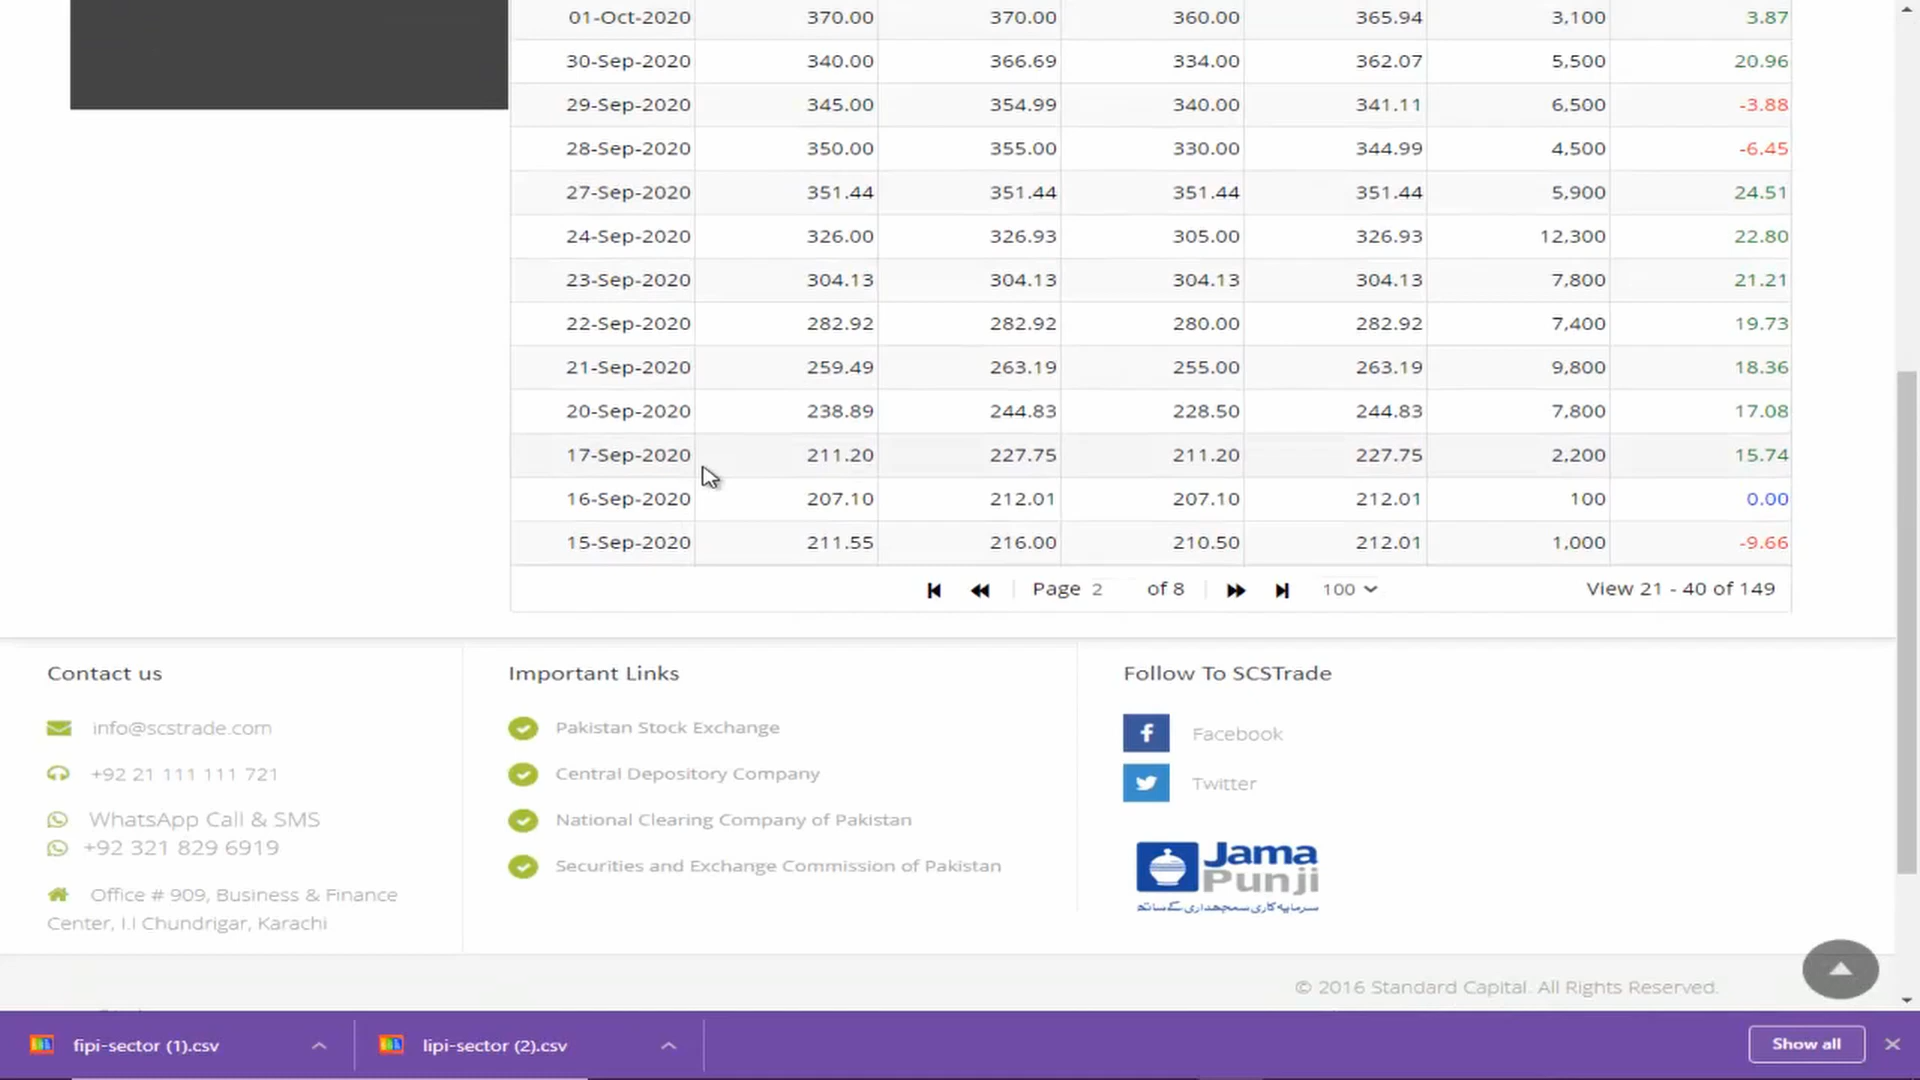 01-Oct-2020 370.00 370.00 360.00 365.94 3,100 3.87
30-Sep-2020 340.00 366.69 334.00 362.07 5,500 20.96
29-Sep-2020 345.00 354.99 340.00 341.11 6,500 -3.88
28-Sep-2020 350.00 355.00 330.00 344.99 4,500 -6.45
27-Sep-2020 351.44 351.44 351.44 351.44 5,900 24.51
24-Sep-2020 326.00 326.93 305.00 326.93 12,300 22.80
23-Sep-2020 304.13 304.13 304.13 304.13 7,800 21.21
22-Sep-2020 282.92 282.92 280.00 282.92 7,400 19.73
21-Sep-2020 259.49 263.19 255.00 263.19 9,800 18.36
20-Sep-2020 238.89 244.83 228.50 244.83 7,800 17.08
17-Sep-2020 211.20 227.75 211.20 227.75 2,200 15.74
16-Sep-2020 207.10 212.01 207.10 212.01 100 0.00
15-Sep-2020 211.55 216.00 210.50 212.01 1,000 -9.66
Page 2 of 8 100 View 21 - 40 of 149
Contact us
info@scstrade.com
+92 21 111 111 721
WhatsApp Call & SMS
+92 321 829 6919
Office # 909, Business & Finance
Center, I.I Chundrigar, Karachi
Important Links
Pakistan Stock Exchange
Central Depository Company
National Clearing Company of Pakistan
Securities and Exchange Commission of Pakistan
Follow To SCSTrade
Facebook
Twitter
Jama
Punji
سرمایہ کاری سمجھداری کے ساتھ
© 2016 Standard Capital. All Rights Reserved.
fipi-sector (1).csv
lipi-sector (2).csv
Show all